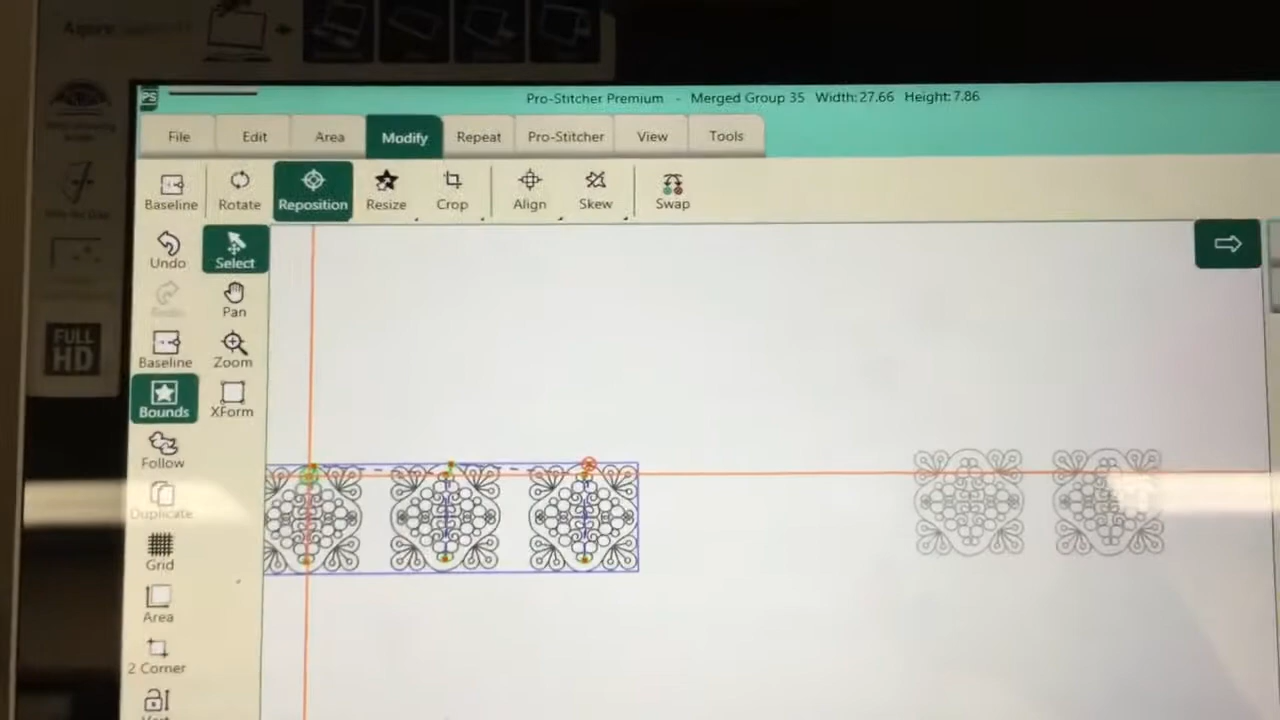 PS
Pro-Stitcher Premium - Merged Group 35 Width:27.66 Height:7.86
File Edit Area Modify Repeat Pro-Stitcher View Tools
Baseline Rotate Reposition Resize Crop Align Skew Swap
Undo Select
Redo Pan
Baseline Zoom
Bounds XForm
Follow
Duplicate
Grid
Area
2 Corner
FULL
HD